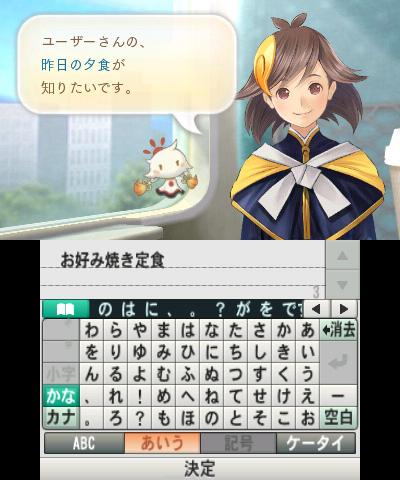 ユーザーさんの、
昨日の夕食が
知りたいです。
お好み焼き定食
3
のはに、。？がをです
わらやまはなたさかあ 消去
をりゆみひにちしきい
小字 んるよむふぬつすくう
かな 、れ！めへねてせけえ ー
カナ 。ろ？もほのとそこお 空白
ABC あいう 記号 ケータイ
決定